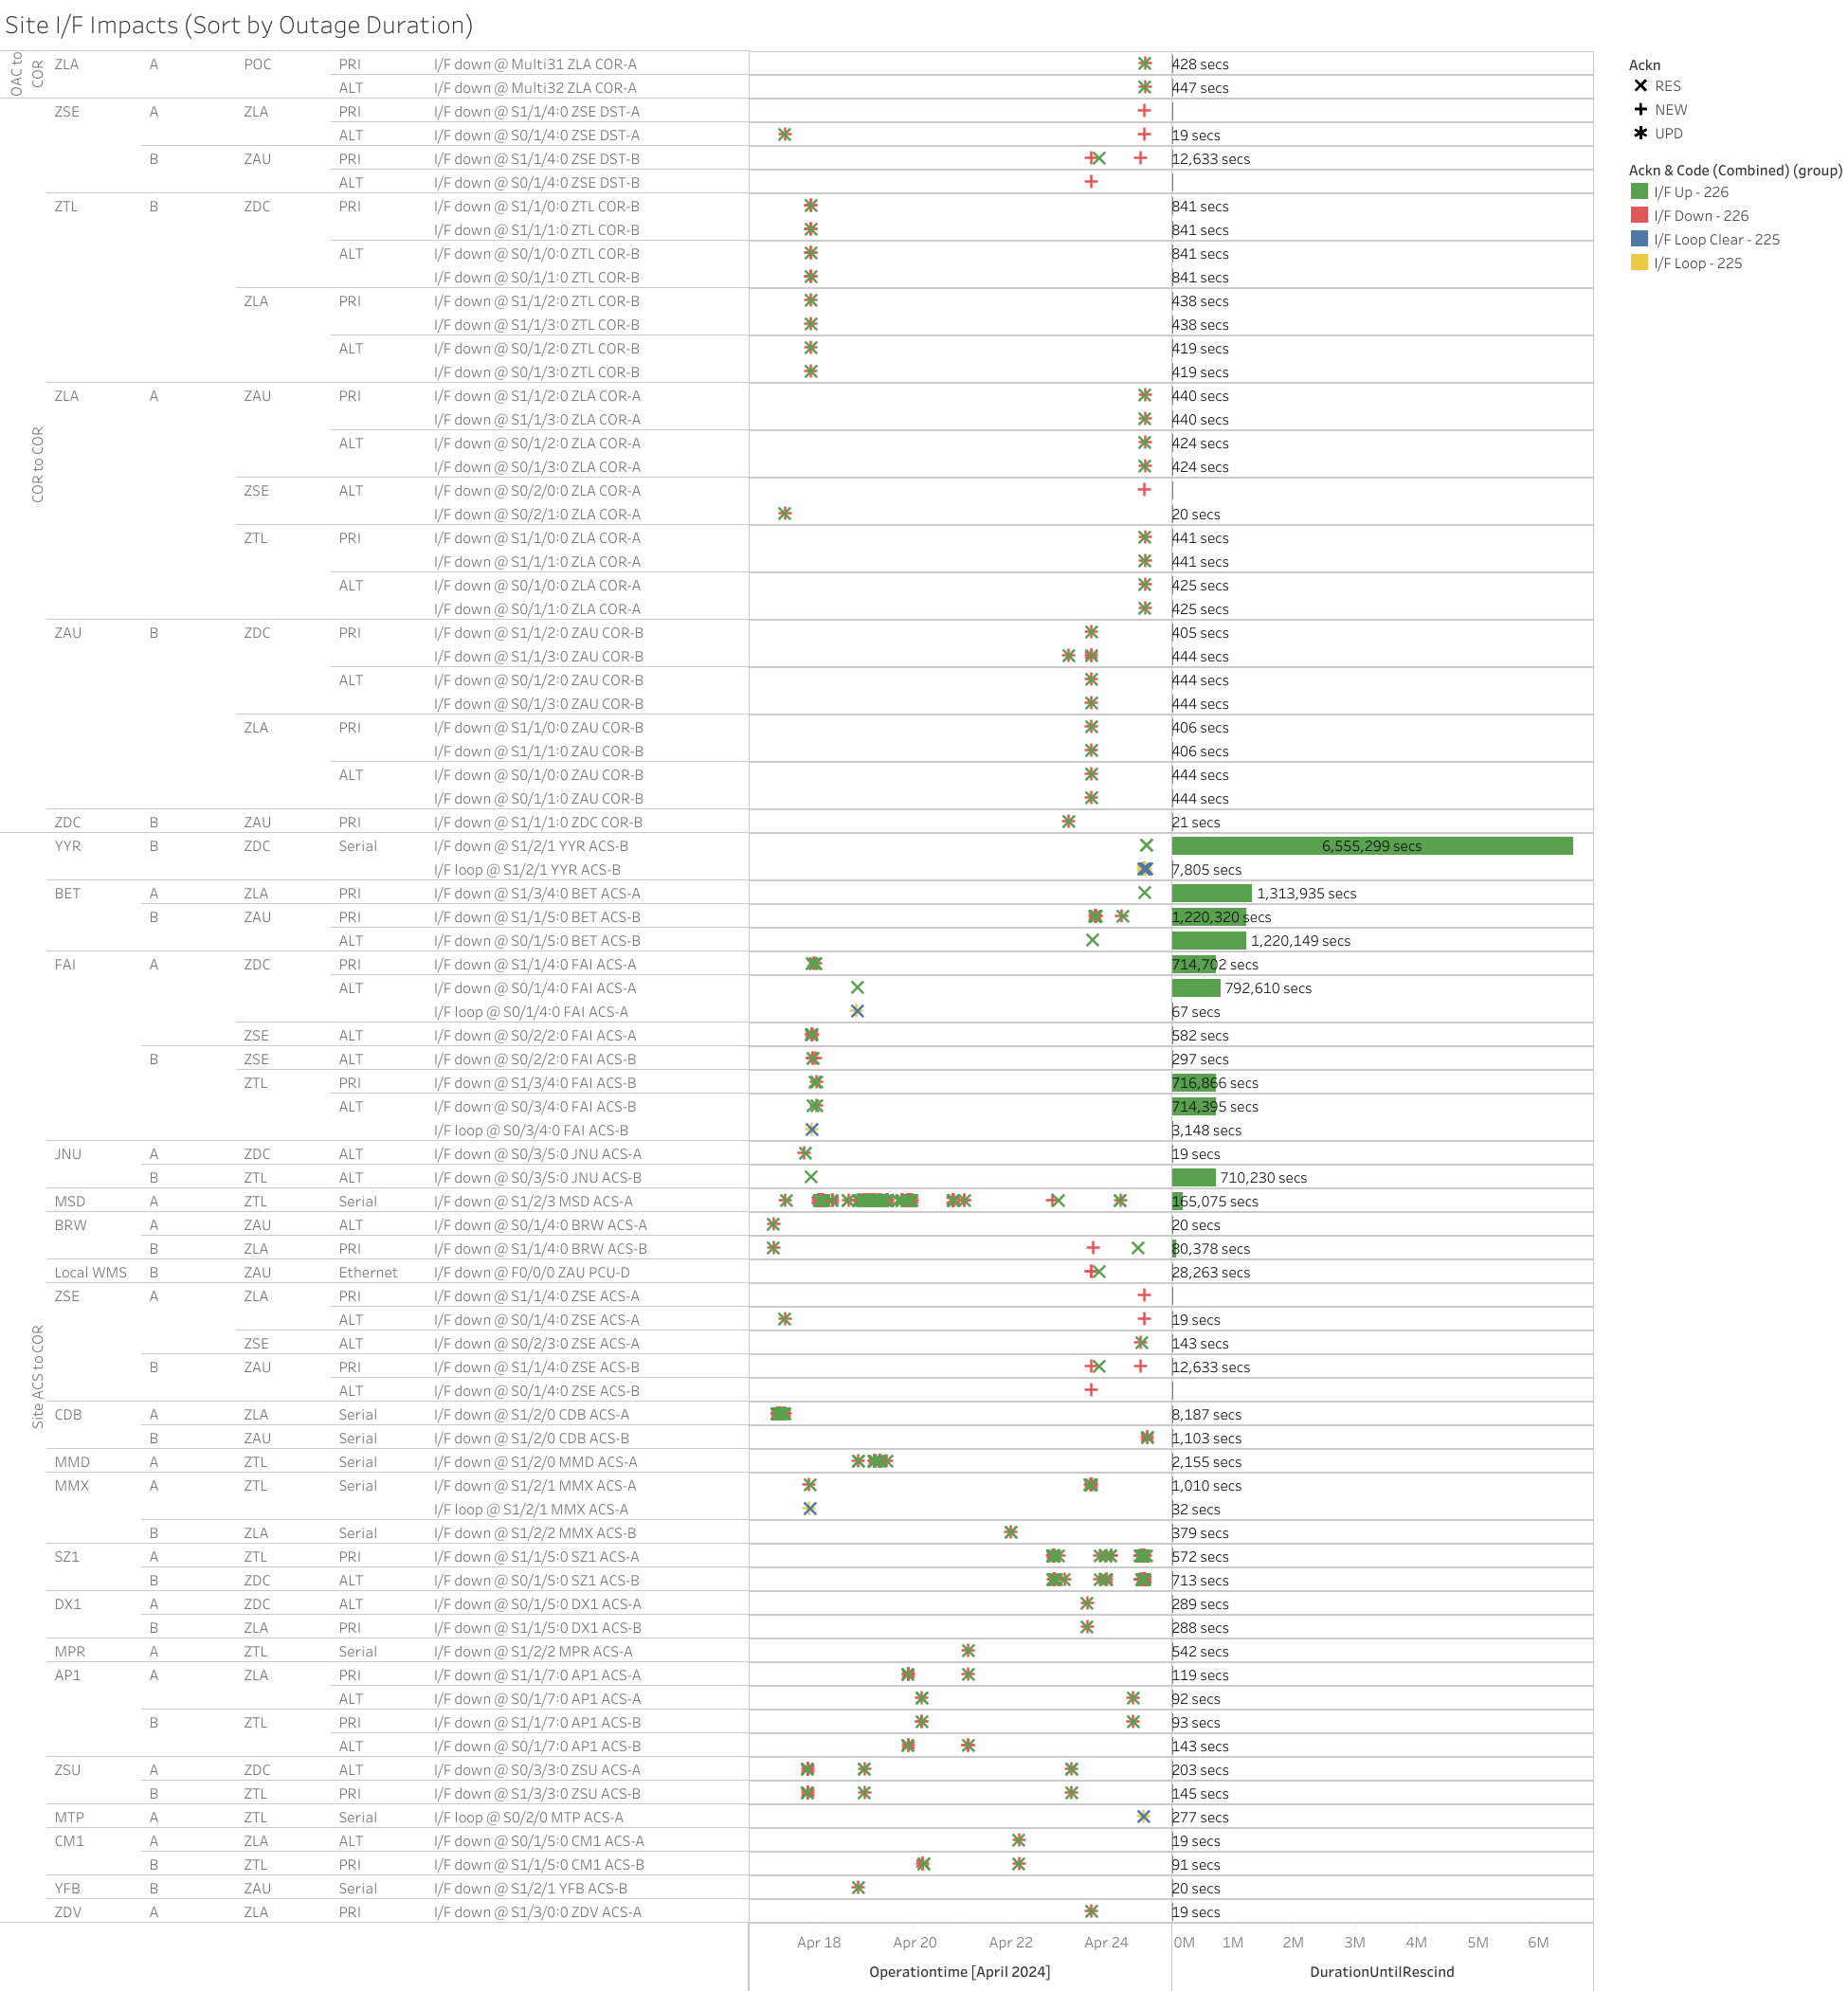 Site I/F Impacts (Sort by Outage Duration)
OAC to COR
ZLA A POC PRI I/F down @ Multi31 ZLA COR-A 428 secs
ALT I/F down @ Multi32 ZLA COR-A 447 secs
COR to COR
ZSE A ZLA PRI I/F down @ S1/1/4:0 ZSE DST-A
ALT I/F down @ S0/1/4:0 ZSE DST-A 19 secs
B ZAU PRI I/F down @ S1/1/4:0 ZSE DST-B 12,633 secs
ALT I/F down @ S0/1/4:0 ZSE DST-B
ZTL B ZDC PRI I/F down @ S1/1/0:0 ZTL COR-B 841 secs
I/F down @ S1/1/1:0 ZTL COR-B 841 secs
ALT I/F down @ S0/1/0:0 ZTL COR-B 841 secs
I/F down @ S0/1/1:0 ZTL COR-B 841 secs
ZLA PRI I/F down @ S1/1/2:0 ZTL COR-B 438 secs
I/F down @ S1/1/3:0 ZTL COR-B 438 secs
ALT I/F down @ S0/1/2:0 ZTL COR-B 419 secs
I/F down @ S0/1/3:0 ZTL COR-B 419 secs
ZLA A ZAU PRI I/F down @ S1/1/2:0 ZLA COR-A 440 secs
I/F down @ S1/1/3:0 ZLA COR-A 440 secs
ALT I/F down @ S0/1/2:0 ZLA COR-A 424 secs
I/F down @ S0/1/3:0 ZLA COR-A 424 secs
ZSE ALT I/F down @ S0/2/0:0 ZLA COR-A
I/F down @ S0/2/1:0 ZLA COR-A 20 secs
ZTL PRI I/F down @ S1/1/0:0 ZLA COR-A 441 secs
I/F down @ S1/1/1:0 ZLA COR-A 441 secs
ALT I/F down @ S0/1/0:0 ZLA COR-A 425 secs
I/F down @ S0/1/1:0 ZLA COR-A 425 secs
ZAU B ZDC PRI I/F down @ S1/1/2:0 ZAU COR-B 405 secs
I/F down @ S1/1/3:0 ZAU COR-B 444 secs
ALT I/F down @ S0/1/2:0 ZAU COR-B 444 secs
I/F down @ S0/1/3:0 ZAU COR-B 444 secs
ZLA PRI I/F down @ S1/1/0:0 ZAU COR-B 406 secs
I/F down @ S1/1/1:0 ZAU COR-B 406 secs
ALT I/F down @ S0/1/0:0 ZAU COR-B 444 secs
I/F down @ S0/1/1:0 ZAU COR-B 444 secs
ZDC B ZAU PRI I/F down @ S1/1/1:0 ZDC COR-B 21 secs
Site ACS to COR
YYR B ZDC Serial I/F down @ S1/2/1 YYR ACS-B 6,555,299 secs
I/F loop @ S1/2/1 YYR ACS-B 7,805 secs
BET A ZLA PRI I/F down @ S1/3/4:0 BET ACS-A 1,313,935 secs
B ZAU PRI I/F down @ S1/1/5:0 BET ACS-B 1,220,320 secs
ALT I/F down @ S0/1/5:0 BET ACS-B 1,220,149 secs
FAI A ZDC PRI I/F down @ S1/1/4:0 FAI ACS-A 714,702 secs
ALT I/F down @ S0/1/4:0 FAI ACS-A 792,610 secs
I/F loop @ S0/1/4:0 FAI ACS-A 67 secs
ZSE ALT I/F down @ S0/2/2:0 FAI ACS-A 582 secs
B ZSE ALT I/F down @ S0/2/2:0 FAI ACS-B 297 secs
ZTL PRI I/F down @ S1/3/4:0 FAI ACS-B 716,866 secs
ALT I/F down @ S0/3/4:0 FAI ACS-B 714,395 secs
I/F loop @ S0/3/4:0 FAI ACS-B 3,148 secs
JNU A ZDC ALT I/F down @ S0/3/5:0 JNU ACS-A 19 secs
B ZTL ALT I/F down @ S0/3/5:0 JNU ACS-B 710,230 secs
MSD A ZTL Serial I/F down @ S1/2/3 MSD ACS-A 165,075 secs
BRW A ZAU ALT I/F down @ S0/1/4:0 BRW ACS-A 20 secs
B ZLA PRI I/F down @ S1/1/4:0 BRW ACS-B 80,378 secs
Local WMS B ZAU Ethernet I/F down @ F0/0/0 ZAU PCU-D 28,263 secs
ZSE A ZLA PRI I/F down @ S1/1/4:0 ZSE ACS-A
ALT I/F down @ S0/1/4:0 ZSE ACS-A 19 secs
ZSE ALT I/F down @ S0/2/3:0 ZSE ACS-A 143 secs
B ZAU PRI I/F down @ S1/1/4:0 ZSE ACS-B 12,633 secs
ALT I/F down @ S0/1/4:0 ZSE ACS-B
CDB A ZLA Serial I/F down @ S1/2/0 CDB ACS-A 8,187 secs
B ZAU Serial I/F down @ S1/2/0 CDB ACS-B 1,103 secs
MMD A ZTL Serial I/F down @ S1/2/0 MMD ACS-A 2,155 secs
MMX A ZTL Serial I/F down @ S1/2/1 MMX ACS-A 1,010 secs
I/F loop @ S1/2/1 MMX ACS-A 32 secs
B ZLA Serial I/F down @ S1/2/2 MMX ACS-B 379 secs
SZ1 A ZTL PRI I/F down @ S1/1/5:0 SZ1 ACS-A 572 secs
B ZDC ALT I/F down @ S0/1/5:0 SZ1 ACS-B 713 secs
DX1 A ZDC ALT I/F down @ S0/1/5:0 DX1 ACS-A 289 secs
B ZLA PRI I/F down @ S1/1/5:0 DX1 ACS-B 288 secs
MPR A ZTL Serial I/F down @ S1/2/2 MPR ACS-A 542 secs
AP1 A ZLA PRI I/F down @ S1/1/7:0 AP1 ACS-A 119 secs
ALT I/F down @ S0/1/7:0 AP1 ACS-A 92 secs
B ZTL PRI I/F down @ S1/1/7:0 AP1 ACS-B 93 secs
ALT I/F down @ S0/1/7:0 AP1 ACS-B 143 secs
ZSU A ZDC ALT I/F down @ S0/3/3:0 ZSU ACS-A 203 secs
B ZTL PRI I/F down @ S1/3/3:0 ZSU ACS-B 145 secs
MTP A ZTL Serial I/F loop @ S0/2/0 MTP ACS-A 277 secs
CM1 A ZLA ALT I/F down @ S0/1/5:0 CM1 ACS-A 19 secs
B ZTL PRI I/F down @ S1/1/5:0 CM1 ACS-B 91 secs
YFB B ZAU Serial I/F down @ S1/2/1 YFB ACS-B 20 secs
ZDV A ZLA PRI I/F down @ S1/3/0:0 ZDV ACS-A 19 secs
Apr 18 Apr 20 Apr 22 Apr 24 0M 1M 2M 3M 4M 5M 6M
Operationtime [April 2024] DurationUntilRescind
Ackn
RES
NEW
UPD
Ackn & Code (Combined) (group)
I/F Up - 226
I/F Down - 226
I/F Loop Clear - 225
I/F Loop - 225